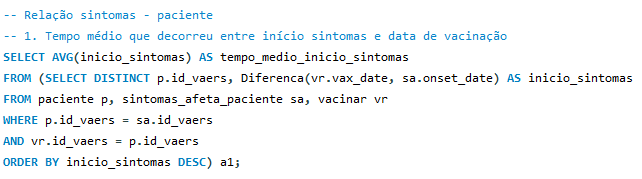 -- Relação sintomas - paciente
-- 1. Tempo médio que decorreu entre início sintomas e data de vacinação
SELECT AVG(inicio_sintomas) AS tempo_medio_inicio_sintomas
FROM (SELECT DISTINCT p.id_vaers, Diferenca(vr.vax_date, sa.onset_date) AS inicio_sintomas
FROM paciente p, sintomas_afeta_paciente sa, vacinar vr
WHERE p.id_vaers = sa.id_vaers
AND vr.id_vaers = p.id_vaers
ORDER BY inicio_sintomas DESC) a1;